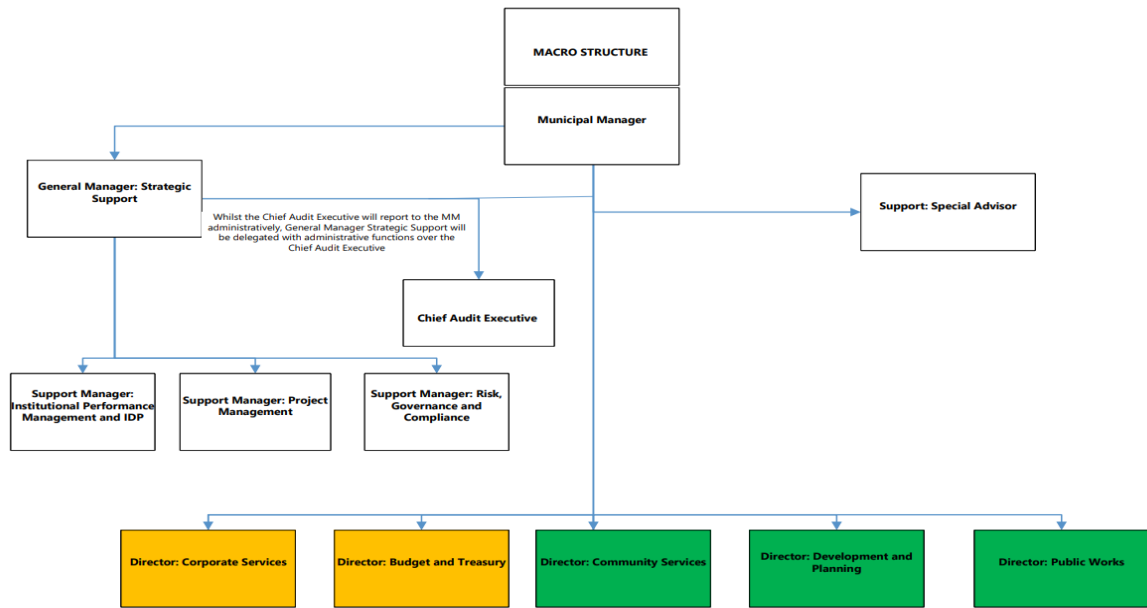 MACRO STRUCTURE
Municipal Manager
General Manager: Strategic
Support
Whilst the Chief Audit Executive will report to the MM
administratively, General Manager Strategic Support will
be delegated with administrative functions over the
Chief Audit Executive
Support: Special Advisor
Chief Audit Executive
Support Manager:
Institutional Performance
Management and IDP
Support Manager: Project
Management
Support Manager: Risk,
Governance and
Compliance
Director: Corporate Services
Director: Budget and Treasury
Director: Community Services
Director: Development and
Planning
Director: Public Works